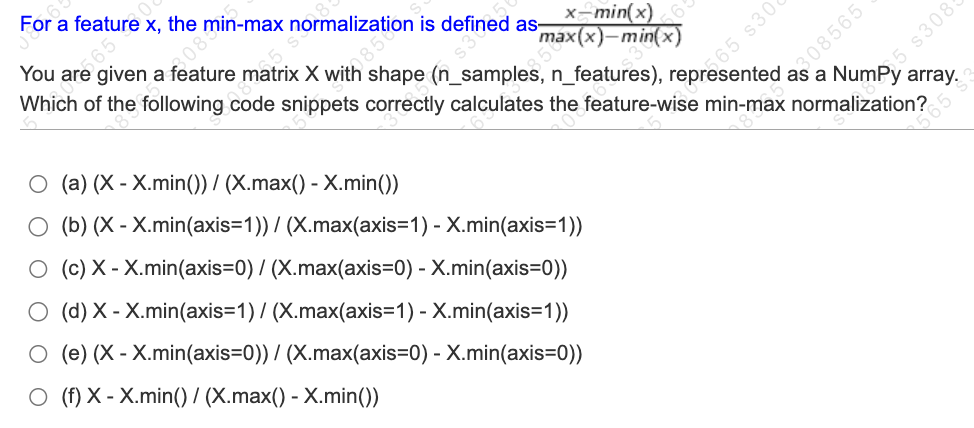 For a feature x, the min-max normalization is defined as x−min(x) / max(x)−min(x)
You are given a feature matrix X with shape (n_samples, n_features), represented as a NumPy array.
Which of the following code snippets correctly calculates the feature-wise min-max normalization?
(a) (X - X.min()) / (X.max() - X.min())
(b) (X - X.min(axis=1)) / (X.max(axis=1) - X.min(axis=1))
(c) X - X.min(axis=0) / (X.max(axis=0) - X.min(axis=0))
(d) X - X.min(axis=1) / (X.max(axis=1) - X.min(axis=1))
(e) (X - X.min(axis=0)) / (X.max(axis=0) - X.min(axis=0))
(f) X - X.min() / (X.max() - X.min())